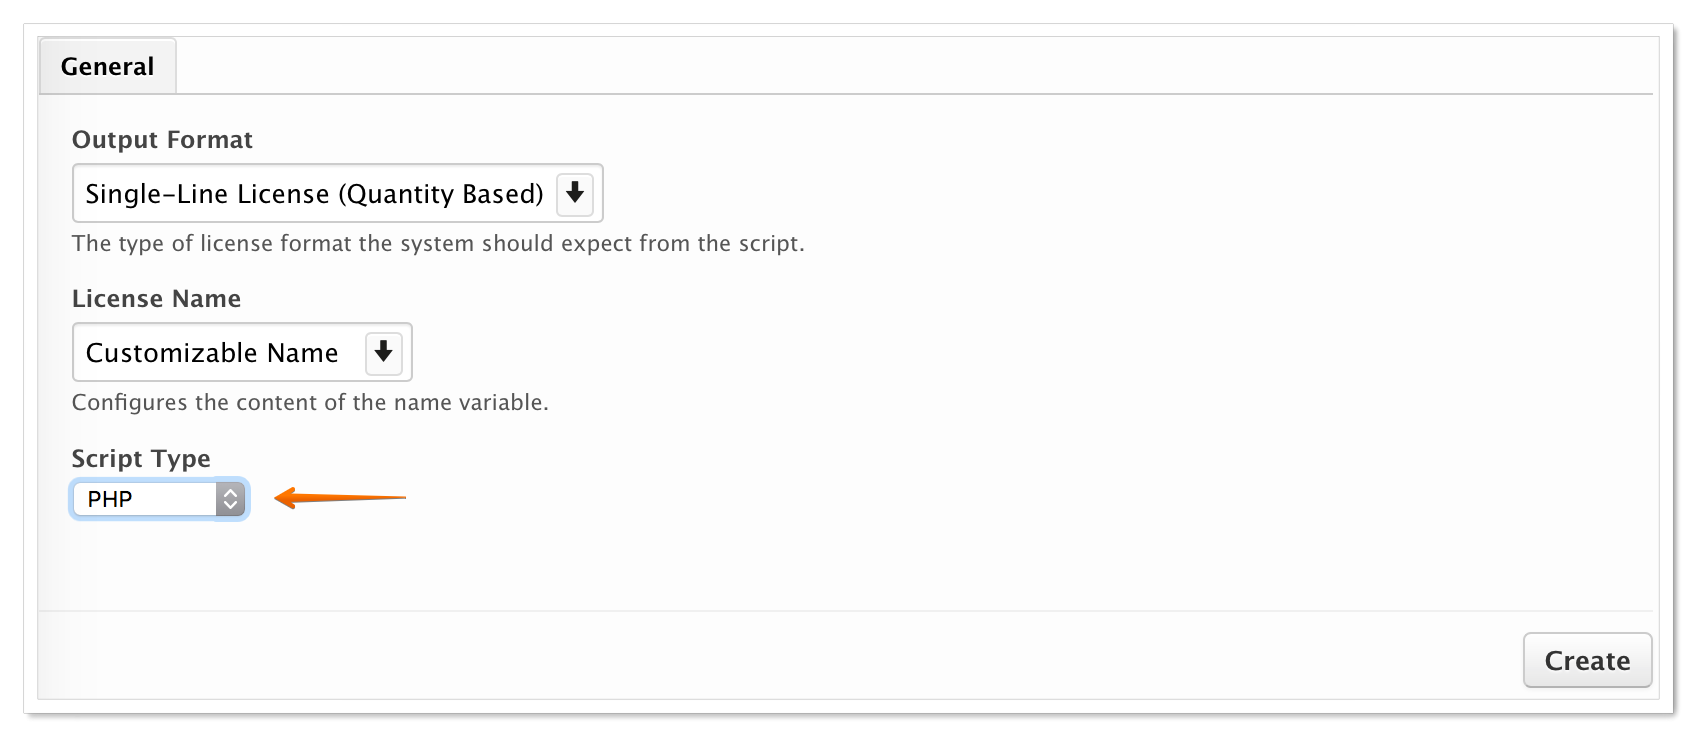 General
Output Format
Single-Line License (Quantity Based)
The type of license format the system should expect from the script.
License Name
Customizable Name
Configures the content of the name variable.
Script Type
PHP
Create